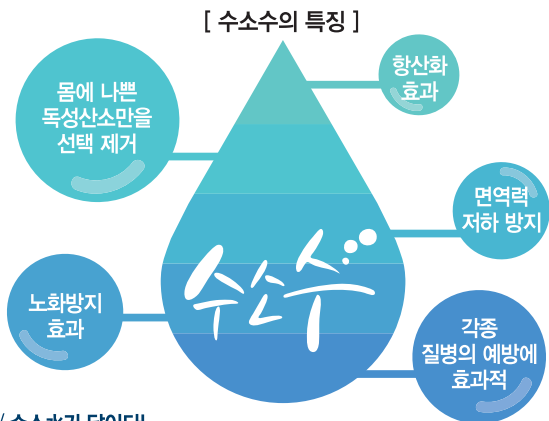 [ 수소수의 특징 ]
몸에 나쁜
독성산소만을
선택 제거
항산화
효과
면역력
저하 방지
수소수
노화방지
효과
각종
질병의 예방에
효과적